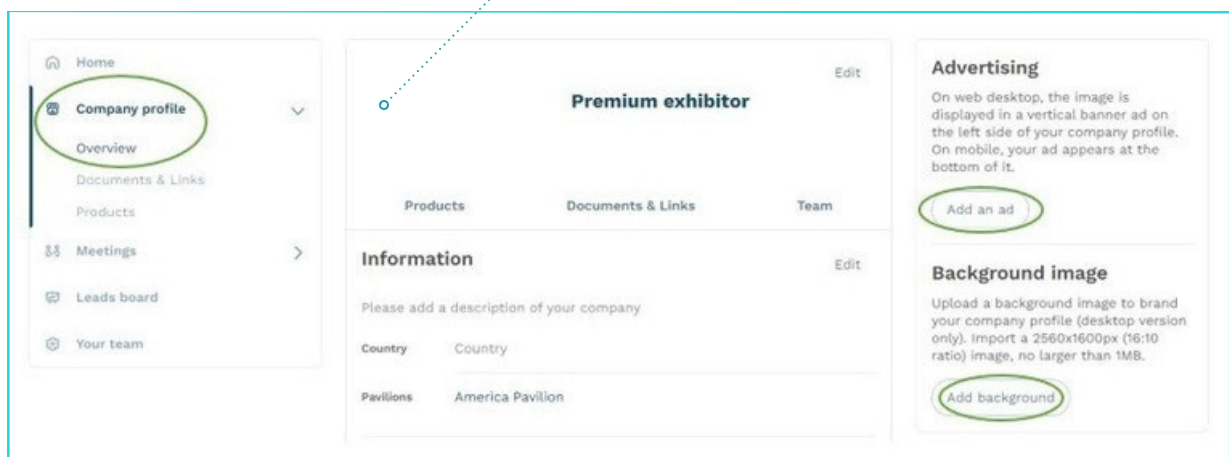 Home
Company profile
Overview
Documents & Links
Products
Meetings
Leads board
Your team
Edit
Premium exhibitor
Products Documents & Links Team
Information
Edit
Please add a description of your company
Country Country
Pavilions America Pavilion
Advertising
On web desktop, the image is
displayed in a vertical banner ad on
the left side of your company profile.
On mobile, your ad appears at the
bottom of it.
Add an ad
Background image
Upload a background image to brand
your company profile (desktop version
only). Import a 2560x1600px (16:10
ratio) image, no larger than 1MB.
Add background